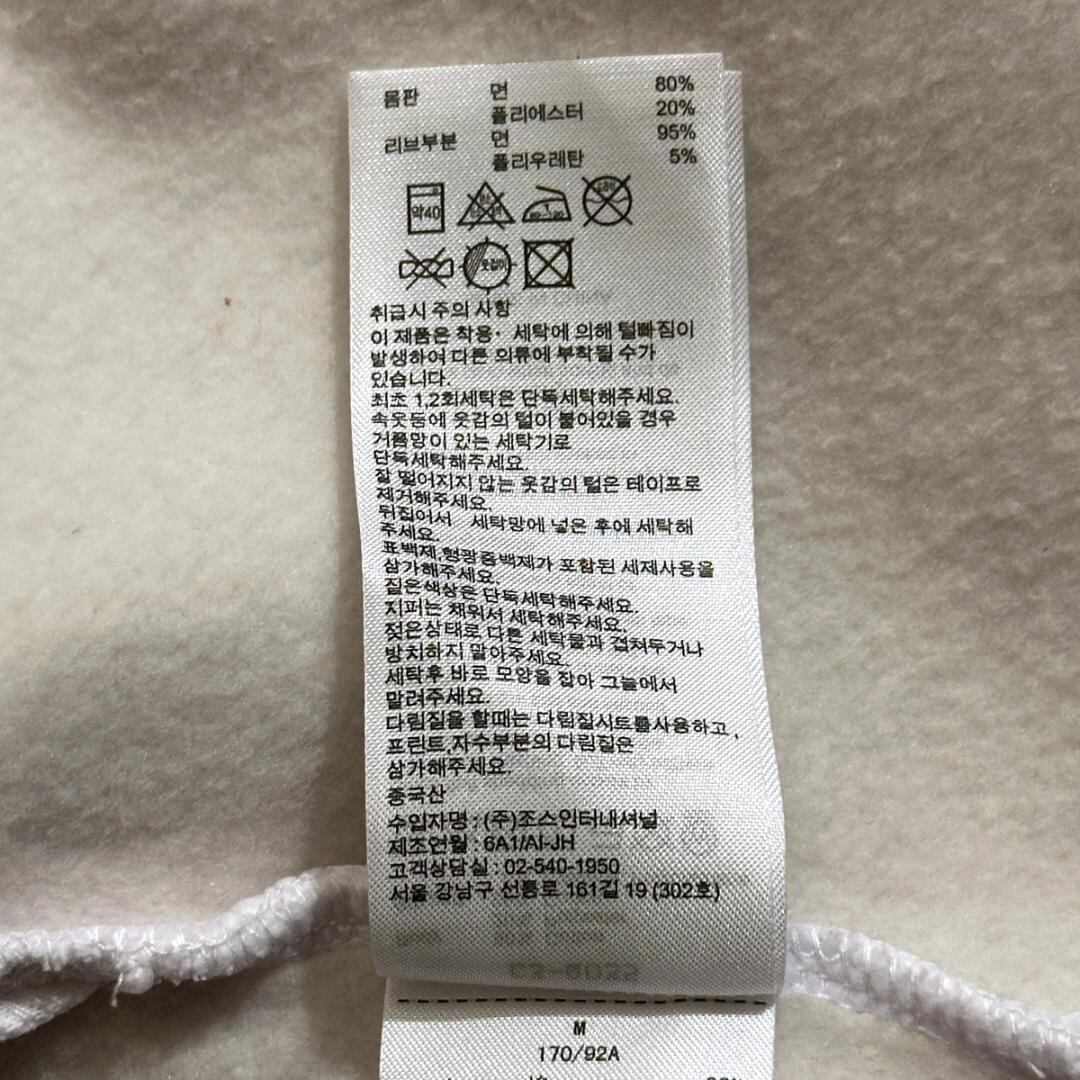 몸판 면 80%
폴리에스터 20%
리브부분 면 95%
폴리우레탄 5%
약40
옷걸이
취급시 주의 사항
이 제품은 착용· 세탁에 의해 털빠짐이
발생하여 다른 의류에 부착될 수가
있습니다.
최초 1,2회세탁은 단독세탁해주세요.
속옷등에 옷감의 털이 붙어있을 경우
거름망이 있는 세탁기로
단독세탁해주세요.
잘 떨어지지 않는 옷감의 털은 테이프로
제거해주세요.
뒤집어서 세탁망에 넣은 후에 세탁해
주세요.
표백제,형광증백제가 포함된 세제사용을
삼가해주세요.
짙은색상은 단독세탁해주세요.
지퍼는 채워서 세탁해주세요.
젖은상태로 다른 세탁물과 겹쳐두거나
방치하지 말아주세요.
세탁후 바로 모양을 잡아 그늘에서
말려주세요.
다림질을 할때는 다림질시트를사용하고,
프린트,자수부분의 다림질은
삼가해주세요.
중국산
수입자명 : (주)조스인터내셔널
제조연월 : 6A1/AI-JH
고객상담실 : 02-540-1950
서울 강남구 선릉로 161길 19 (302호)
M
170/92A